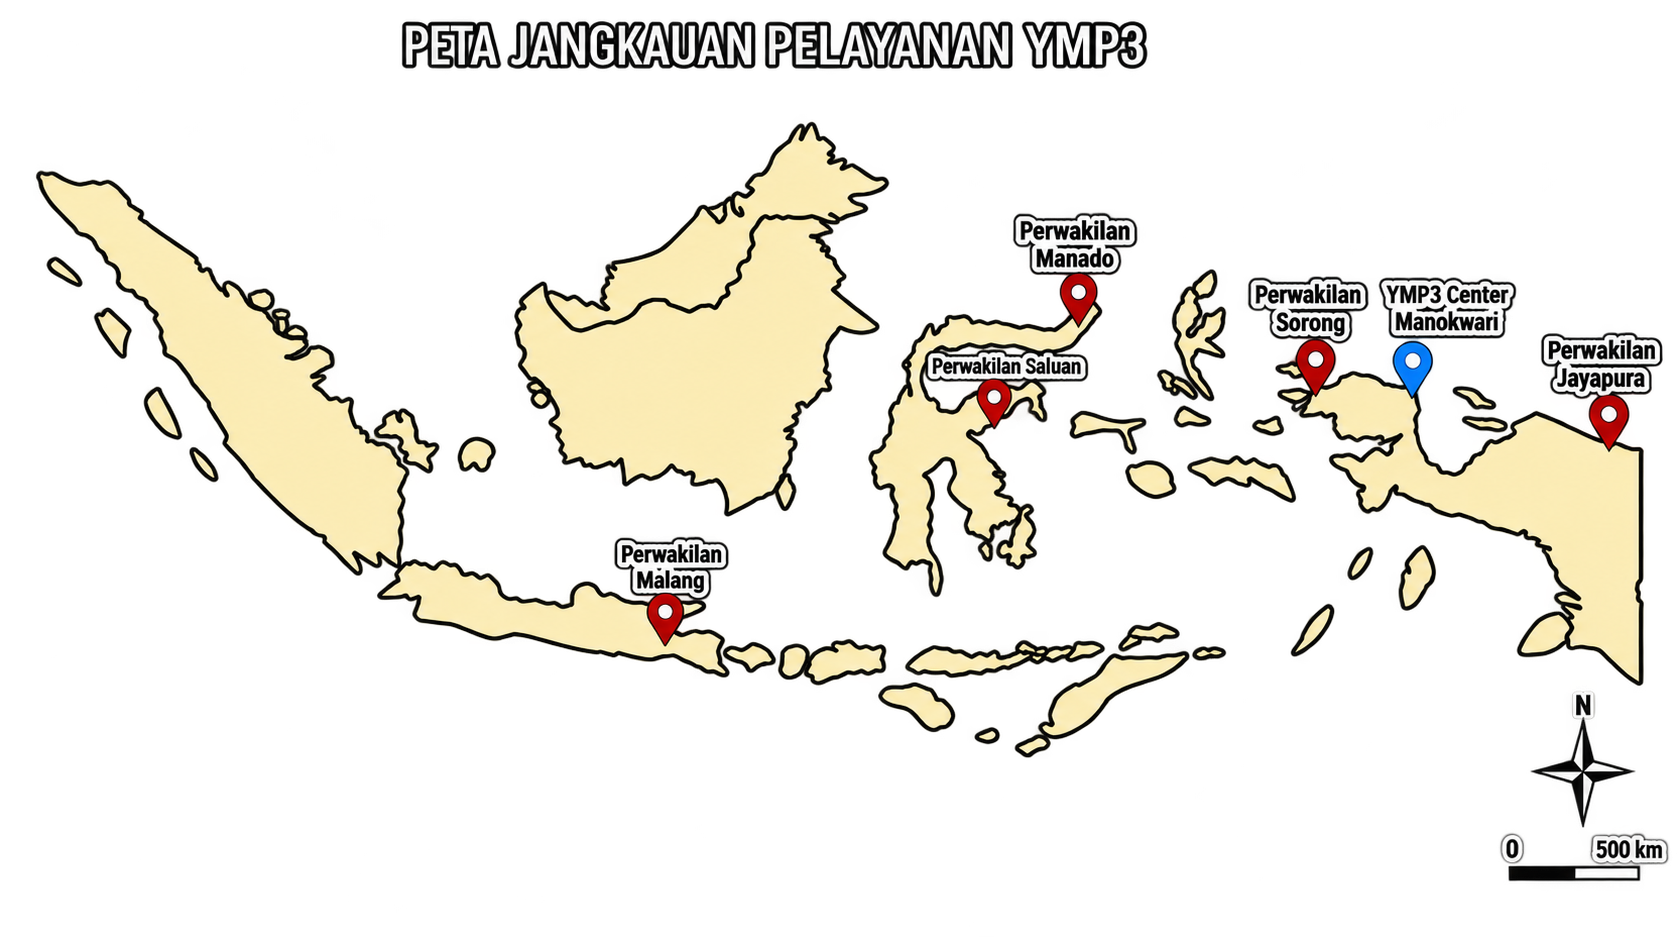 PETA JANGKAUAN PELAYANAN YMP3
Perwakilan
Manado
Perwakilan
Sorong
YMP3 Center
Manokwari
Perwakilan
Jayapura
Perwakilan Saluan
Perwakilan
Malang
N
0
500 km